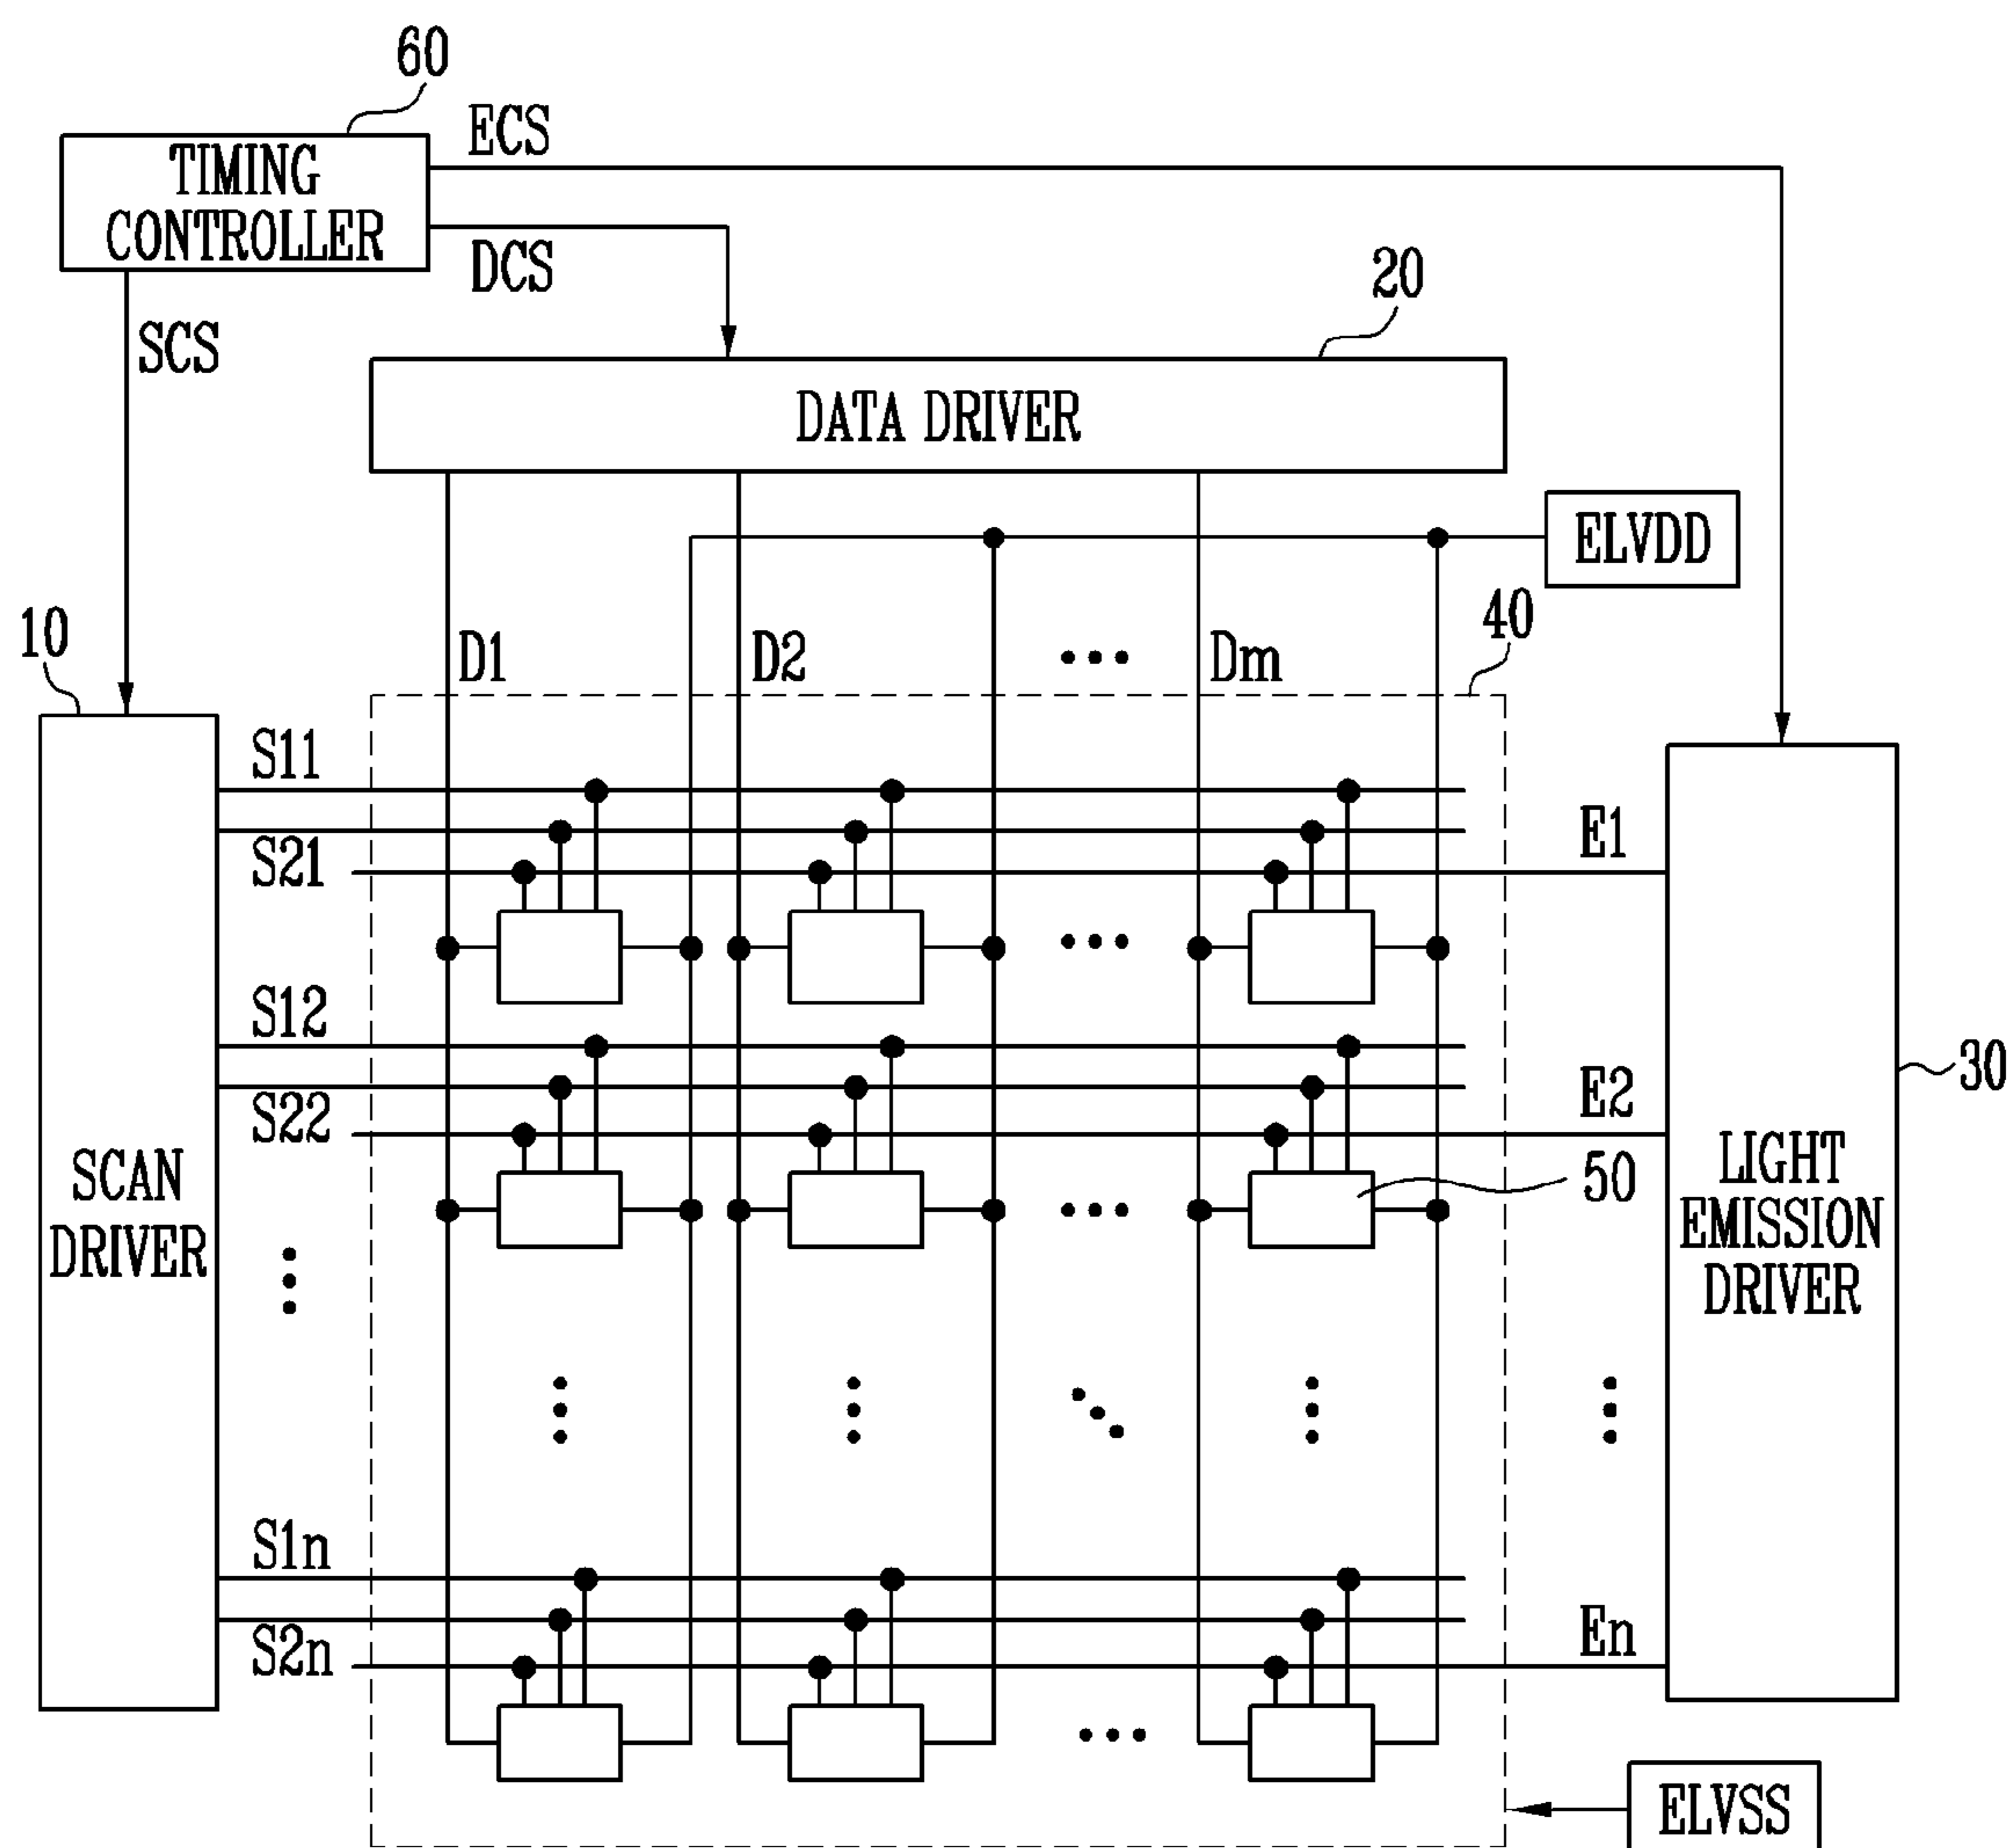 60
TIMING
CONTROLLER
ECS
DCS
SCS
20
DATA DRIVER
ELVDD
10
D1
D2
Dm
40
S11
S21
E1
S12
S22
E2
30
SCAN
DRIVER
50
LIGHT
EMISSION
DRIVER
S1n
S2n
En
ELVSS